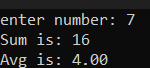 enter number: 7
Sum is: 16
Avg is: 4.00